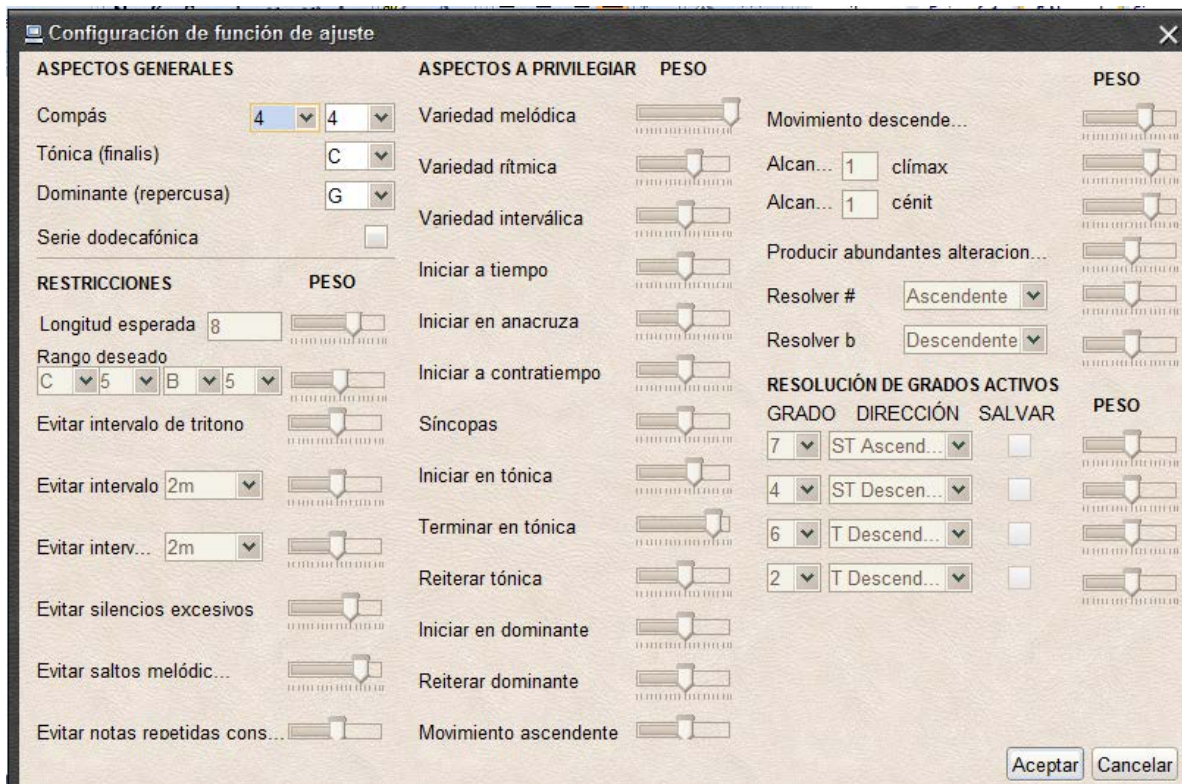 Configuración de función de ajuste
ASPECTOS GENERALES
Compás 4 4
Tónica (finalis) C
Dominante (repercusa) G
Serie dodecafónica
RESTRICCIONES PESO
Longitud esperada 8
Rango deseado
C 5 B 5
Evitar intervalo de tritono
Evitar intervalo 2m
Evitar interv... 2m
Evitar silencios excesivos
Evitar saltos melódic...
Evitar notas repetidas cons...
ASPECTOS A PRIVILEGIAR PESO
Variedad melódica
Variedad rítmica
Variedad interválica
Iniciar a tiempo
Iniciar en anacruza
Iniciar a contratiempo
Síncopas
Iniciar en tónica
Terminar en tónica
Reiterar tónica
Iniciar en dominante
Reiterar dominante
Movimiento ascendente
PESO
Movimiento descende...
Alcan... 1 clímax
Alcan... 1 cénit
Producir abundantes alteracion...
Resolver # Ascendente
Resolver b Descendente
RESOLUCIÓN DE GRADOS ACTIVOS
GRADO DIRECCIÓN SALVAR PESO
7 ST Ascend...
4 ST Descen...
6 T Descend...
2 T Descend...
Aceptar Cancelar